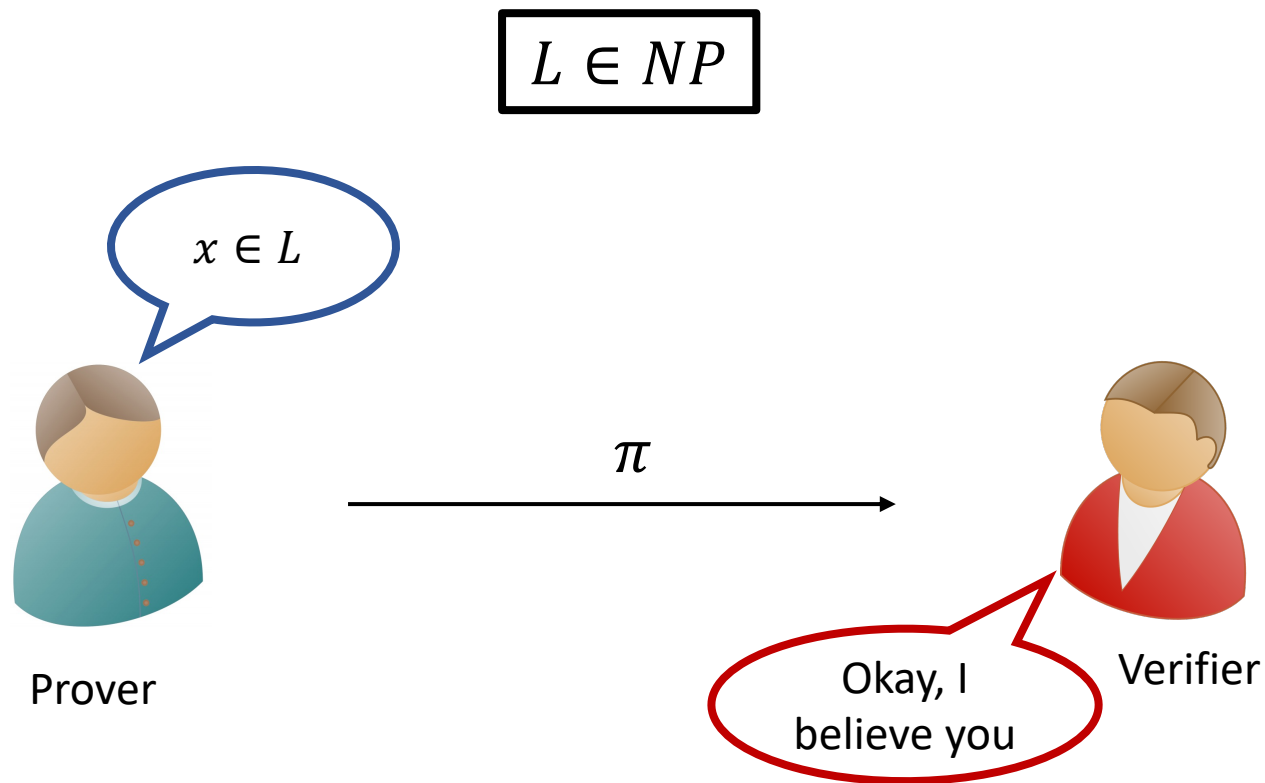 L ∈ NP
x ∈ L
π
Prover
Okay, I
believe you
Verifier